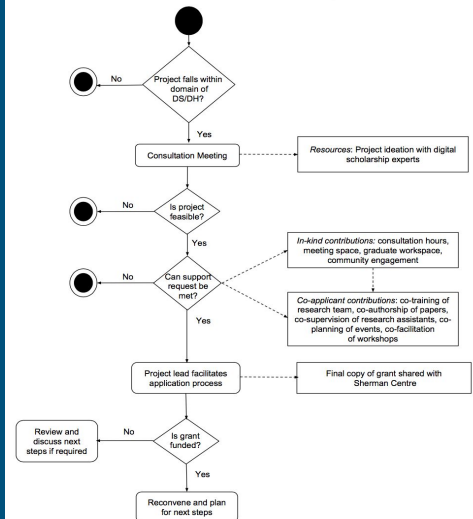 Project falls within
domain of
DS/DH?
No
Yes
Consultation Meeting
Resources: Project ideation with digital
scholarship experts
Is project
feasible?
No
Yes
Can support
request be
met?
No
Yes
In-kind contributions: consultation hours,
meeting space, graduate workspace,
community engagement
Co-applicant contributions: co-training of
research team, co-authorship of papers,
co-supervision of research assistants, co-
planning of events, co-facilitation
of workshops
Project lead facilitates
application process
Final copy of grant shared with
Sherman Centre
Is grant
funded?
No
Review and
discuss next
steps if required
Yes
Reconvene and plan
for next steps